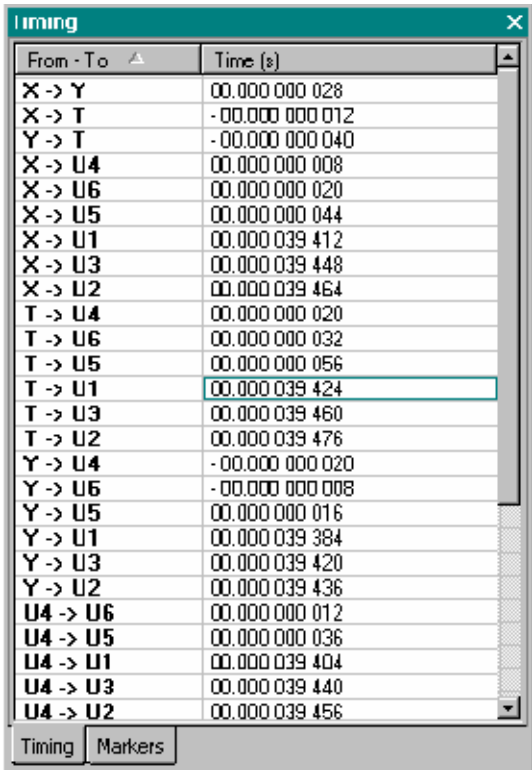 Timing
From - To Time (s)
X -> Y 00.000 000 028
X -> T - 00.000 000 012
Y -> T - 00.000 000 040
X -> U4 00.000 000 008
X -> U6 00.000 000 020
X -> U5 00.000 000 044
X -> U1 00.000 039 412
X -> U3 00.000 039 448
X -> U2 00.000 039 464
T -> U4 00.000 000 020
T -> U6 00.000 000 032
T -> U5 00.000 000 056
T -> U1 00.000 039 424
T -> U3 00.000 039 460
T -> U2 00.000 039 476
Y -> U4 - 00.000 000 020
Y -> U6 - 00.000 000 008
Y -> U5 00.000 000 016
Y -> U1 00.000 039 384
Y -> U3 00.000 039 420
Y -> U2 00.000 039 436
U4 -> U6 00.000 000 012
U4 -> U5 00.000 000 036
U4 -> U1 00.000 039 404
U4 -> U3 00.000 039 440
U4 -> U2 00.000 039 456
Timing Markers